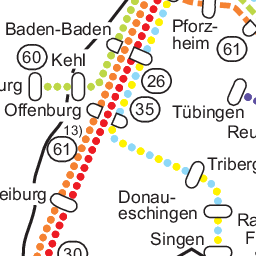 Baden-Baden
Pforz-
heim
61
60
Kehl
26
urg
Offenburg
35
Tübingen
13)
61
Reu
Triberg
eiburg
Donau-
eschingen
Singen
Ra
F
30